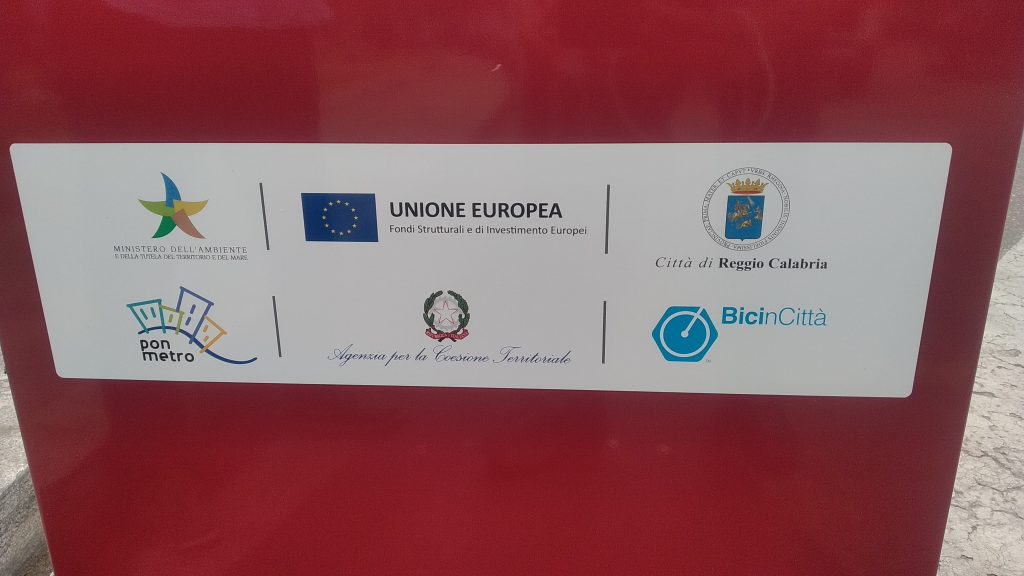 MINISTERO DELL'AMBIENTE
E DELLA TUTELA DEL TERRITORIO E DEL MARE
UNIONE EUROPEA
Fondi Strutturali e di Investimento Europei
Città di Reggio Calabria
pon
metro
Agenzia per la Coesione Territoriale
BicinCittà
TM